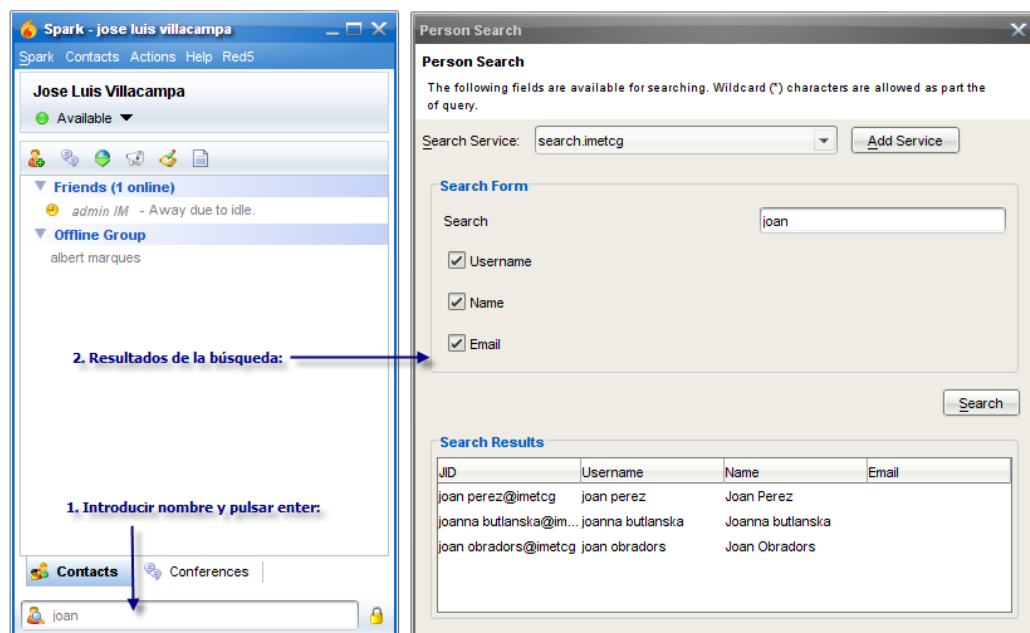 Spark - jose luis villacampa
Spark Contacts Actions Help Red5
Jose Luis Villacampa
Available
Friends (1 online)
admin IM - Away due to idle.
Offline Group
albert marques
2. Resultados de la búsqueda:
1. Introducir nombre y pulsar enter:
Contacts Conferences
joan
Person Search
Person Search
The following fields are available for searching. Wildcard (*) characters are allowed as part the
of query.
Search Service: search.imetcg Add Service
Search Form
Search joan
Username
Name
Email
Search
Search Results
JID Username Name Email
joan perez@imetcg joan perez Joan Perez
joanna butlanska@im... joanna butlanska Joanna butlanska
joan obradors@imetcg joan obradors Joan Obradors